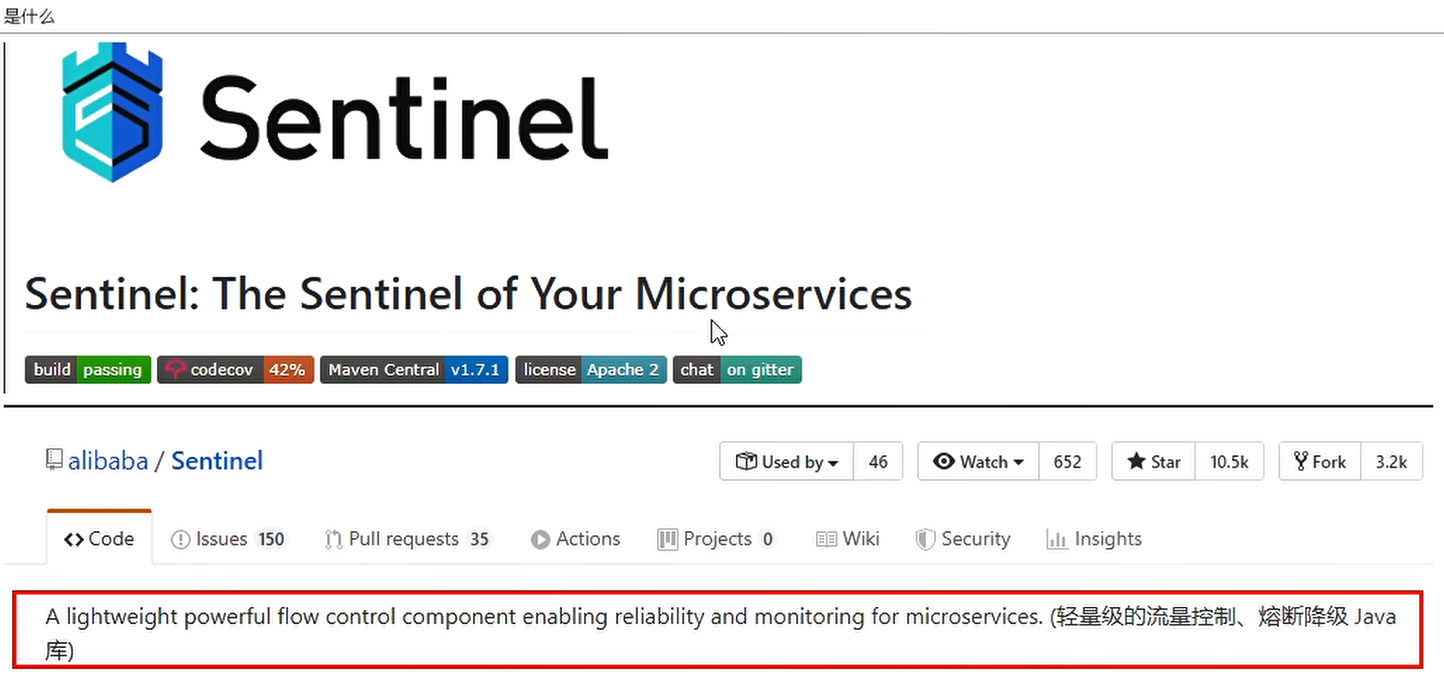 是什么
Sentinel
Sentinel: The Sentinel of Your Microservices
build passing codecov 42% Maven Central v1.7.1 license Apache 2 chat on gitter
alibaba / Sentinel Used by 46 Watch 652 Star 10.5k Fork 3.2k
Code Issues 150 Pull requests 35 Actions Projects 0 Wiki Security Insights
A lightweight powerful flow control component enabling reliability and monitoring for microservices. (轻量级的流量控制、熔断降级 Java
库)